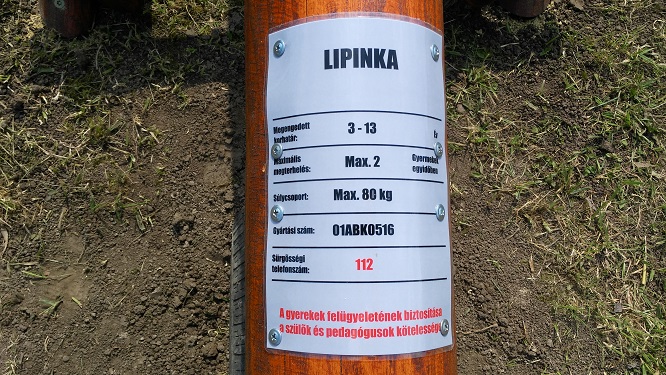 LIPINKA
Megengedett korhatár: 3 - 13 Év
Maximális megterhelés: Max. 2 Gyermekek egyidőben
Súlycsoport: Max. 80 kg
Gyártási szám: 01ABK0516
Sürgősségi telefonszám: 112
A gyerekek felügyeletének biztosítása
a szülők és pedagógusok kötelessége